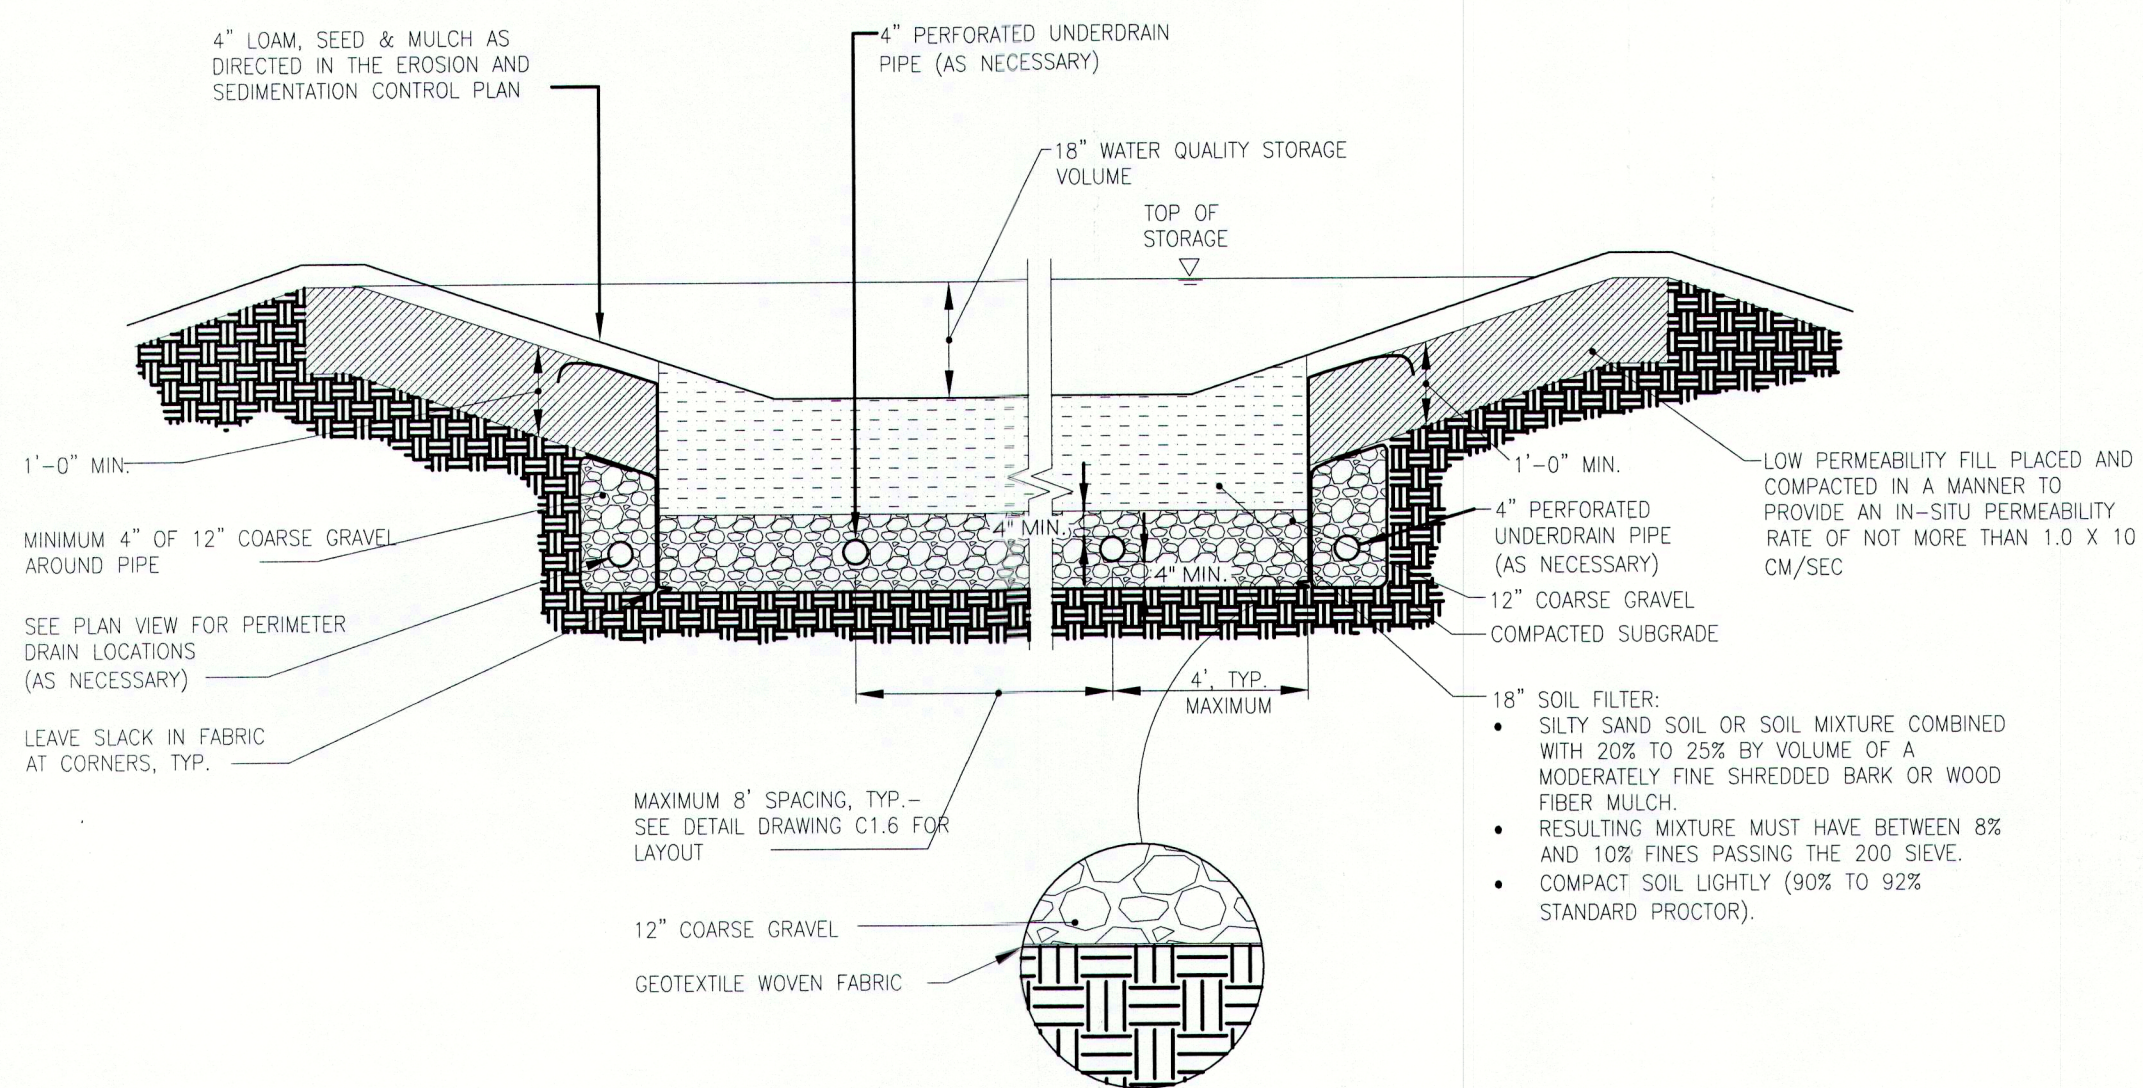 4" LOAM, SEED & MULCH AS
DIRECTED IN THE EROSION AND
SEDIMENTATION CONTROL PLAN
4" PERFORATED UNDERDRAIN
PIPE (AS NECESSARY)
18" WATER QUALITY STORAGE
VOLUME
TOP OF
STORAGE
1'-0" MIN.
MINIMUM 4" OF 12" COARSE GRAVEL
AROUND PIPE
SEE PLAN VIEW FOR PERIMETER
DRAIN LOCATIONS
(AS NECESSARY)
LEAVE SLACK IN FABRIC
AT CORNERS, TYP.
4" MIN.
4" MIN.
4', TYP.
MAXIMUM
MAXIMUM 8' SPACING, TYP.-
SEE DETAIL DRAWING C1.6 FOR
LAYOUT
12" COARSE GRAVEL
GEOTEXTILE WOVEN FABRIC
1'-0" MIN.
4" PERFORATED
UNDERDRAIN PIPE
(AS NECESSARY)
12" COARSE GRAVEL
COMPACTED SUBGRADE
LOW PERMEABILITY FILL PLACED AND
COMPACTED IN A MANNER TO
PROVIDE AN IN-SITU PERMEABILITY
RATE OF NOT MORE THAN 1.0 X 10
CM/SEC
18" SOIL FILTER:
• SILTY SAND SOIL OR SOIL MIXTURE COMBINED
WITH 20% TO 25% BY VOLUME OF A
MODERATELY FINE SHREDDED BARK OR WOOD
FIBER MULCH.
• RESULTING MIXTURE MUST HAVE BETWEEN 8%
AND 10% FINES PASSING THE 200 SIEVE.
• COMPACT SOIL LIGHTLY (90% TO 92%
STANDARD PROCTOR).